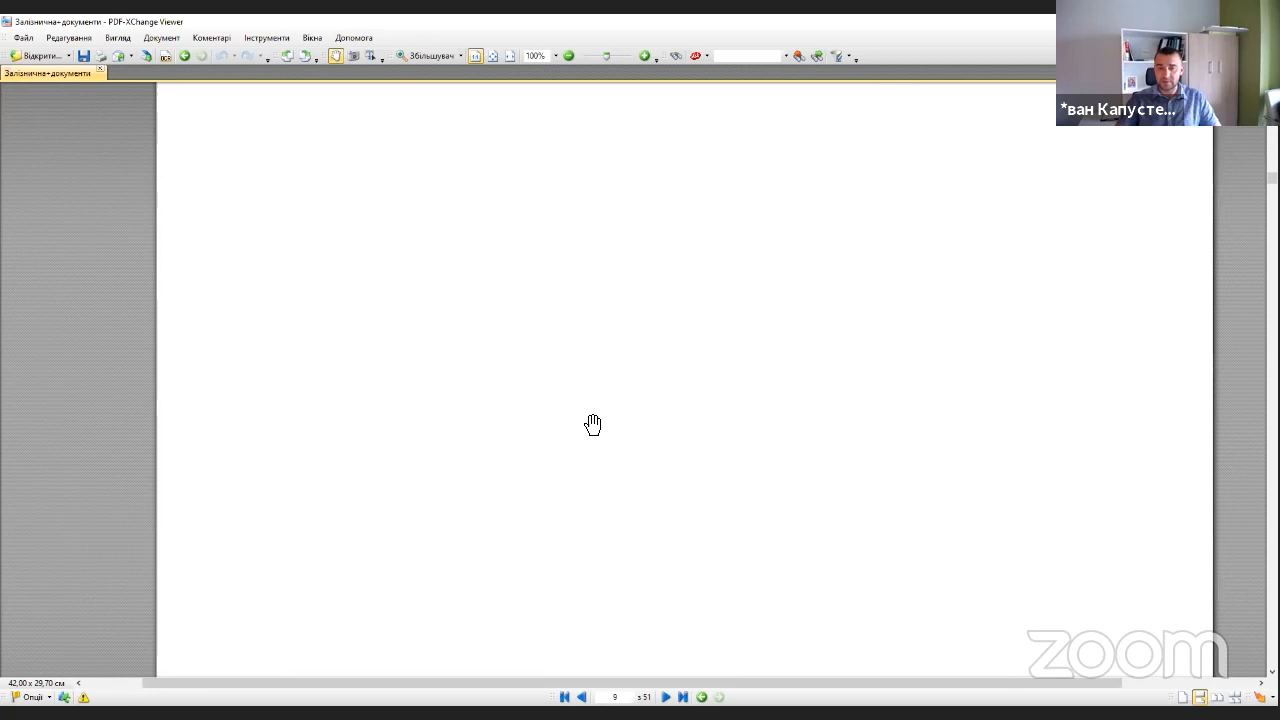 Залізнична+документи - PDF-XChange Viewer
Файл Редагування Вигляд Документ Коментарі Інструменти Вікна Допомога
Відкрити... OCR Збільшувач 100%
Залізнична+документи
*ван Капусте...
zoom
42,00 x 29,70 см
Опції 9 з 51